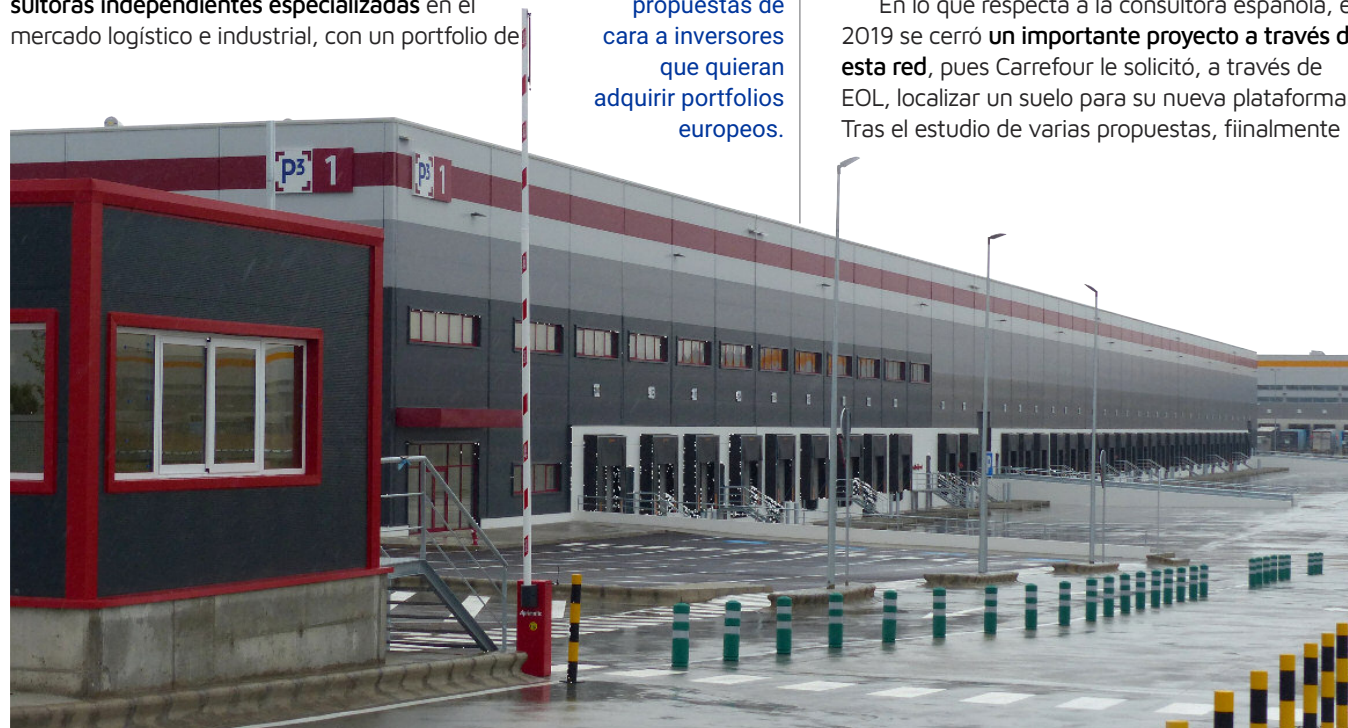 sultoras independientes especializadas en el
mercado logístico e industrial, con un portfolio de
propuestas de
cara a inversores
que quieran
adquirir portfolios
europeos.
En lo que respecta a la consultora española, e
2019 se cerró un importante proyecto a través d
esta red, pues Carrefour le solicitó, a través de
EOL, localizar un suelo para su nueva plataforma
Tras el estudio de varias propuestas, fiinalmente
p3 1
p3 1